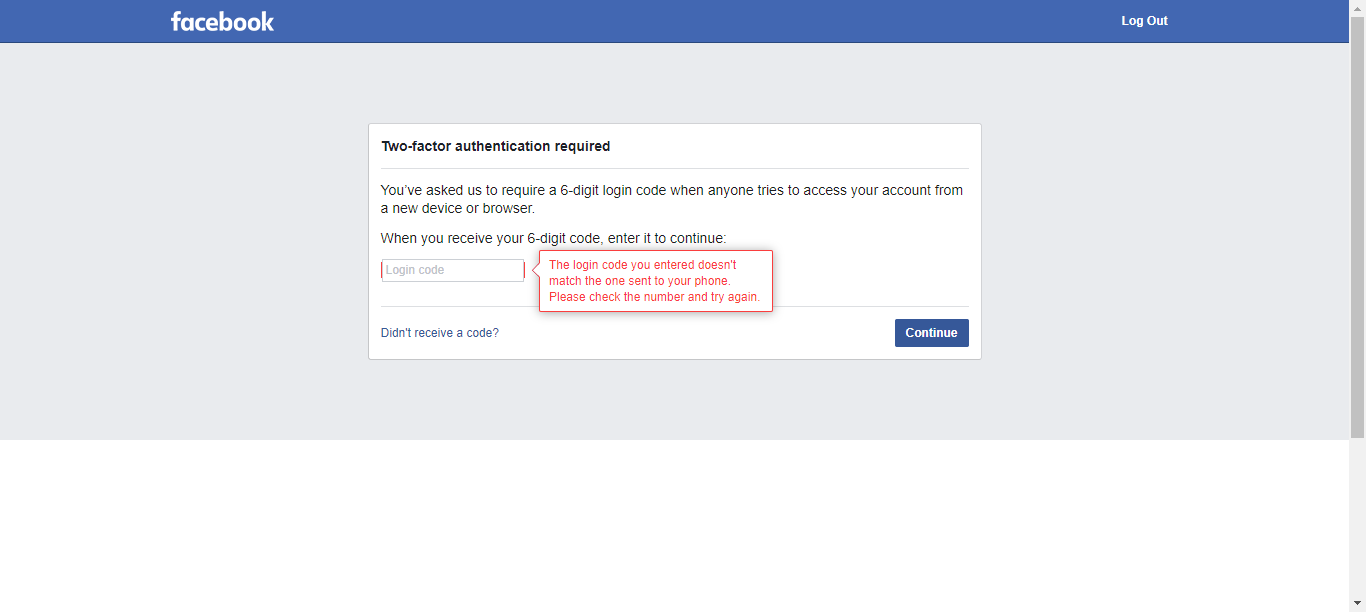 facebook
Log Out
Two-factor authentication required
You've asked us to require a 6-digit login code when anyone tries to access your account from
a new device or browser.
When you receive your 6-digit code, enter it to continue:
Login code
The login code you entered doesn't
match the one sent to your phone.
Please check the number and try again.
Didn't receive a code?
Continue